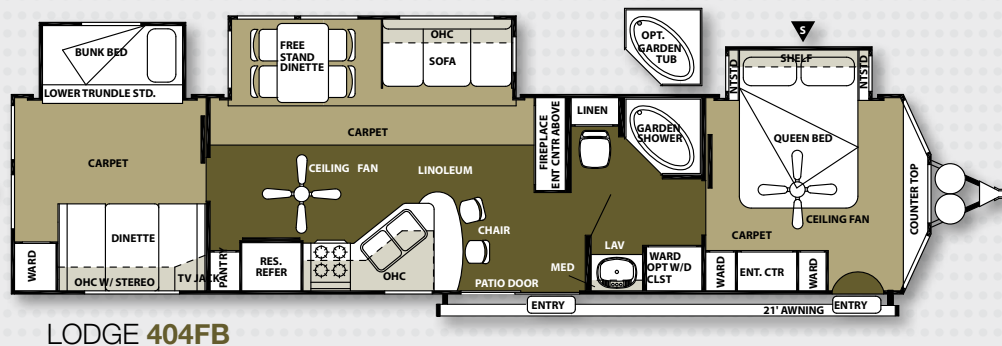 BUNK BED
LOWER TRUNDLE STD.
CARPET
DINETTE
WARD
OHC W/ STEREO
TV JACK
FREE
STAND
DINETTE
OHC
SOFA
CARPET
CEILING FAN
LINOLEUM
PANTRY
RES.
REFER
OHC
CHAIR
PATIO DOOR
FIREPLACE
ENT CNTR ABOVE
LINEN
OPT.
GARDEN
TUB
GARDEN
SHOWER
LAV
MED
WARD
OPT W/D
CLST
S
SHELF
NTSTD
NTSTD
QUEEN BED
CEILING FAN
CARPET
WARD
ENT. CTR
WARD
COUNTER TOP
ENTRY
21' AWNING
ENTRY
LODGE 404FB